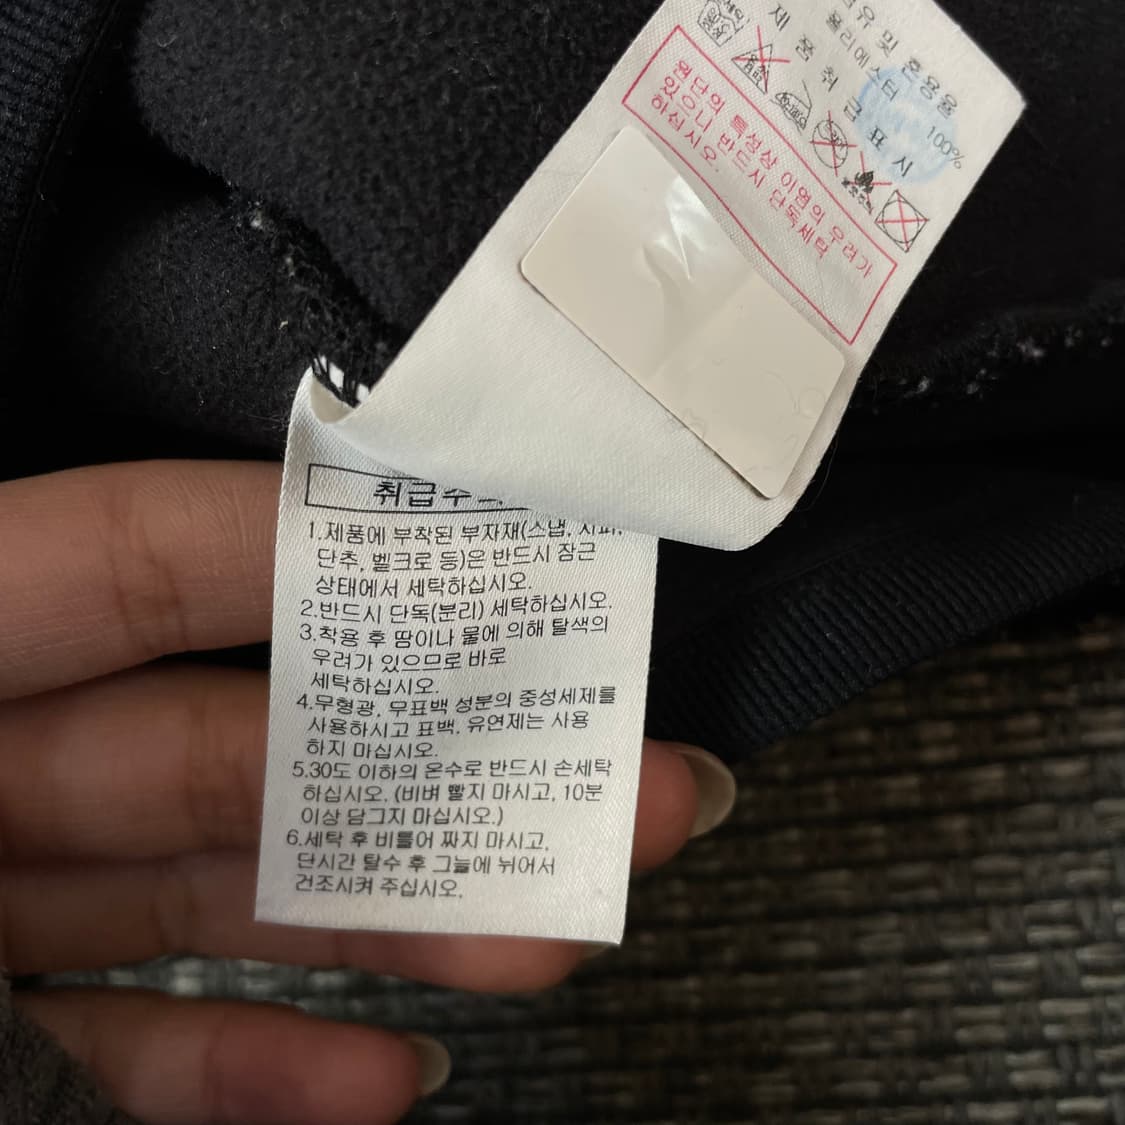 및 혼용율
폴리에스터 100%
제 품 취 급 표 시
원단의 특성상 이염의 우려가
있으니 반드시 단독세탁
하십시오.
취급주의
1.제품에 부착된 부자재(스냅, 지퍼,
단추, 벨크로 등)은 반드시 잠근
상태에서 세탁하십시오.
2.반드시 단독(분리) 세탁하십시오.
3.착용 후 땀이나 물에 의해 탈색의
우려가 있으므로 바로
세탁하십시오.
4.무형광, 무표백 성분의 중성세제를
사용하시고 표백, 유연제는 사용
하지 마십시오.
5.30도 이하의 온수로 반드시 손세탁
하십시오. (비벼 빨지 마시고, 10분
이상 담그지 마십시오.)
6.세탁 후 비틀어 짜지 마시고,
단시간 탈수 후 그늘에 뉘어서
건조시켜 주십시오.